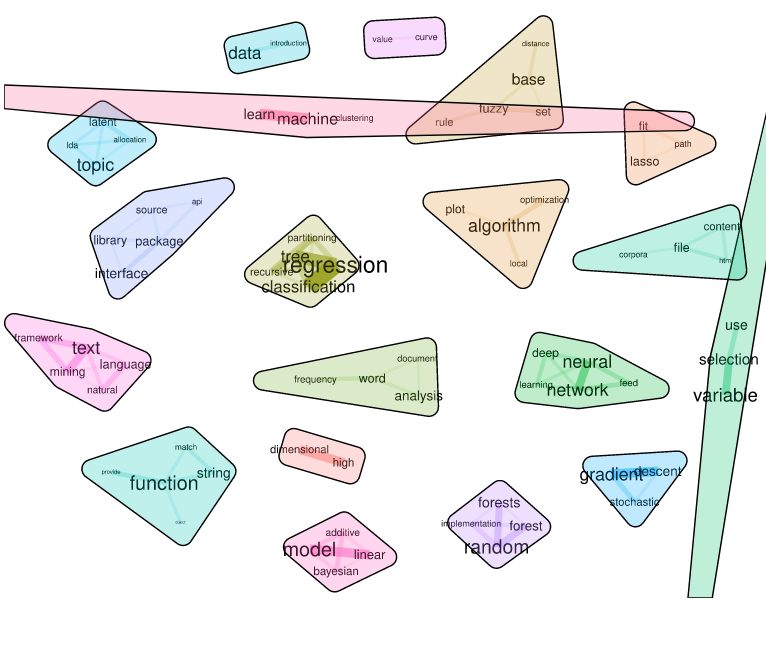 data introduction
value curve
distance
base
fuzzy
set
rule
learn machine clustering
fit
path
lasso
latent
allocation
lda
topic
api
source
library package
interface
plot
optimization
algorithm
local
content
file
corpora
html
partitioning
tree
regression
recursive
classification
framework
text
language
mining
natural
document
frequency word
analysis
deep
neural
learning
feed
network
use
selection
variable
match
provide
string
function
object
dimensional
high
gradient descent
stochastic
additive
model linear
bayesian
forests
implementation forest
random